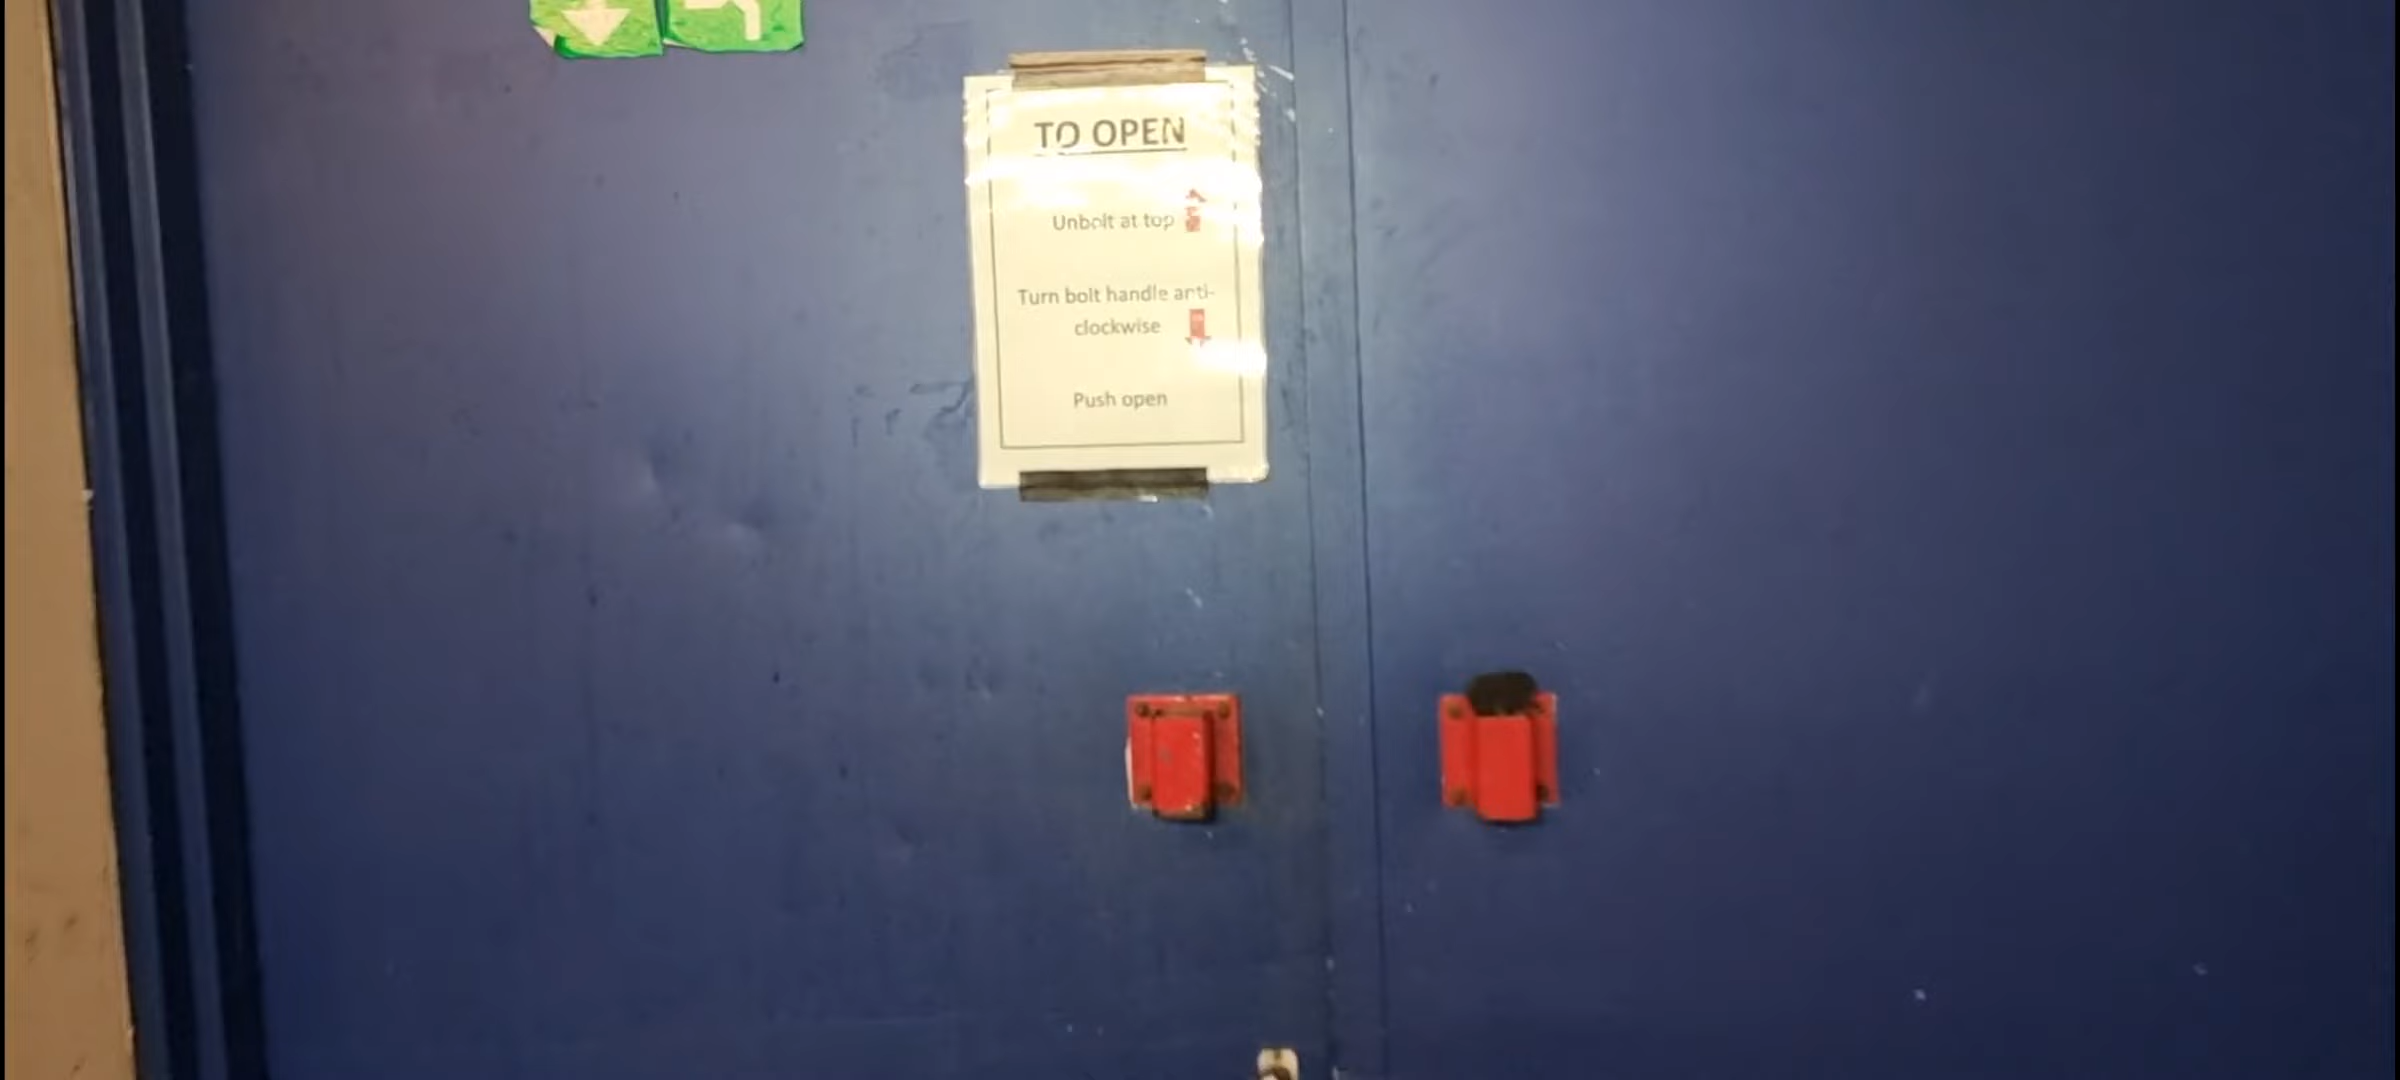 TO OPEN
Unbolt at top
Turn bolt handle anti-
clockwise
Push open